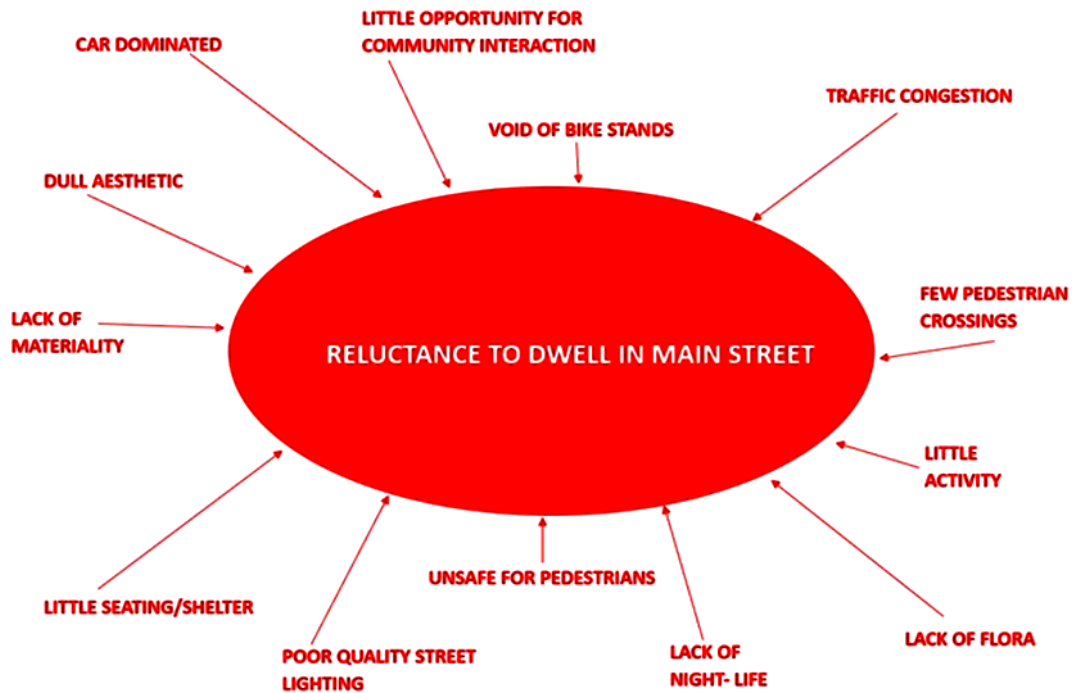 LITTLE OPPORTUNITY FOR
COMMUNITY INTERACTION
CAR DOMINATED
TRAFFIC CONGESTION
VOID OF BIKE STANDS
DULL AESTHETIC
FEW PEDESTRIAN
CROSSINGS
LACK OF
MATERIALITY
RELUCTANCE TO DWELL IN MAIN STREET
LITTLE
ACTIVITY
UNSAFE FOR PEDESTRIANS
LITTLE SEATING/SHELTER
LACK OF FLORA
POOR QUALITY STREET
LIGHTING
LACK OF
NIGHT- LIFE